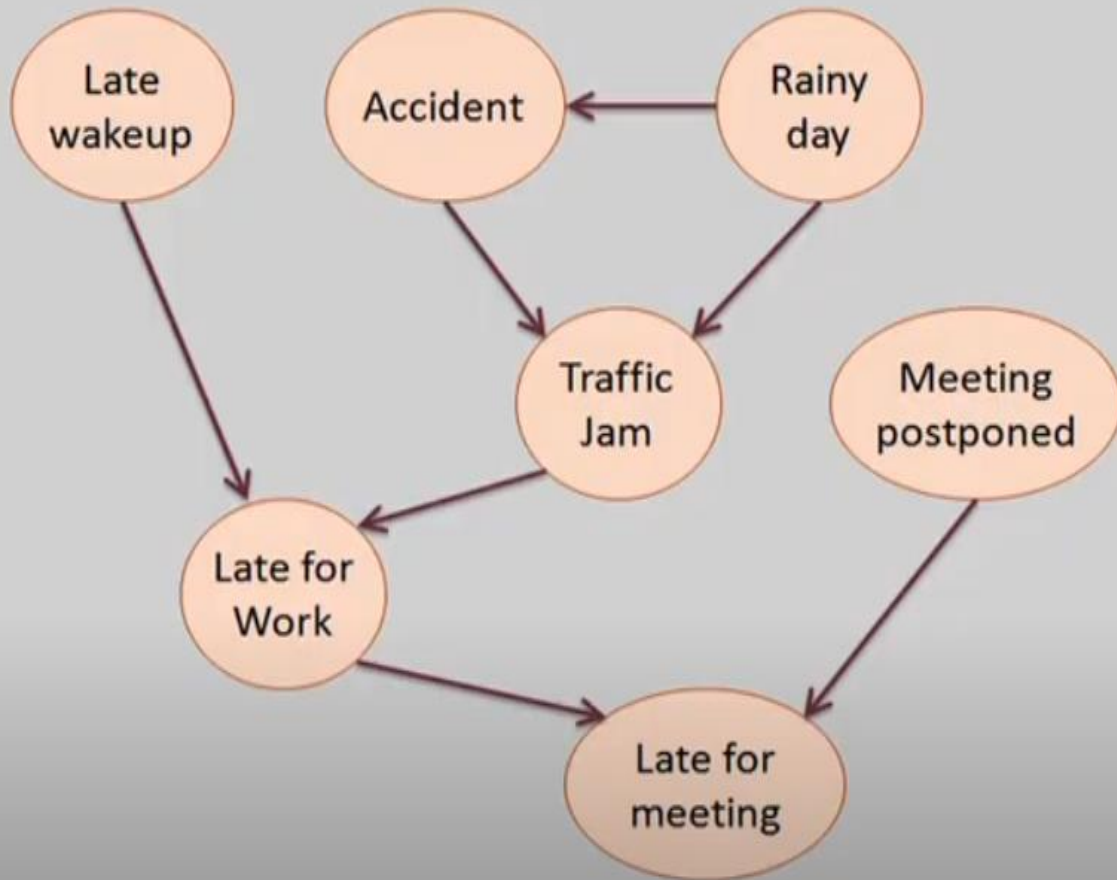 Late
wakeup
Accident
Rainy
day
Traffic
Jam
Meeting
postponed
Late for
Work
Late for
meeting